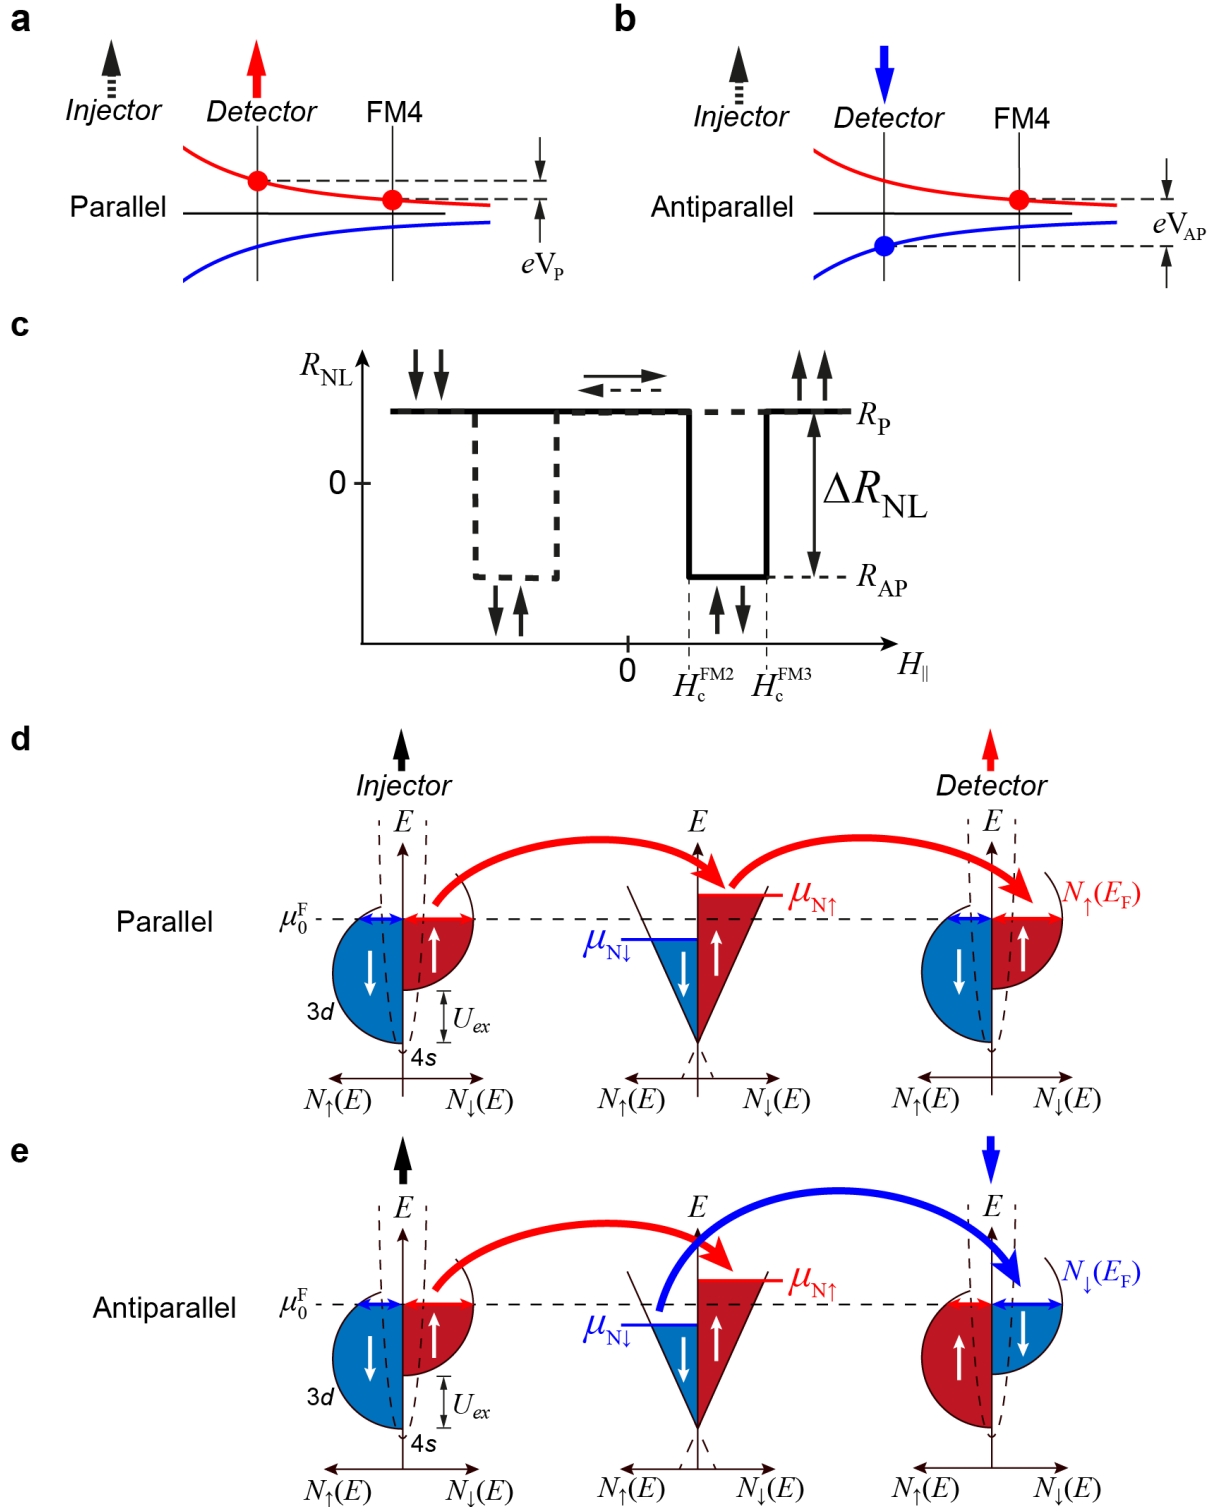 a
Injector
Detector
FM4
Parallel
eV_P
b
Injector
Detector
FM4
Antiparallel
eV_AP
c
R_NL
R_P
0
ΔR_NL
R_AP
0
H_c^FM2
H_c^FM3
H_||
d
Injector
Detector
E
E
E
Parallel
μ_0^F
μ_N↑
N_↑(E_F)
μ_N↓
3d
U_ex
4s
N_↑(E)
N_↓(E)
N_↑(E)
N_↓(E)
N_↑(E)
N_↓(E)
e
E
E
E
Antiparallel
μ_0^F
μ_N↑
N_↓(E_F)
μ_N↓
3d
U_ex
4s
N_↑(E)
N_↓(E)
N_↑(E)
N_↓(E)
N_↑(E)
N_↓(E)